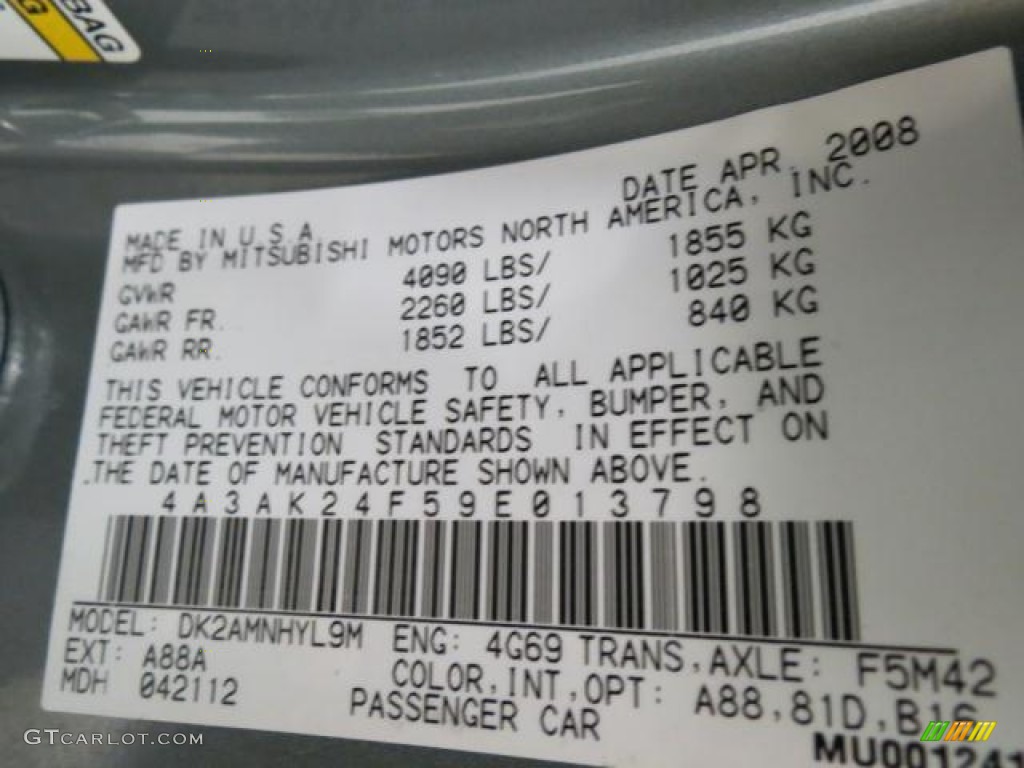 BAG
G
DATE APR. 2008
MADE IN U.S.A.
MFD BY MITSUBISHI MOTORS NORTH AMERICA, INC.
GVWR 4090 LBS/ 1855 KG
GAWR FR. 2260 LBS/ 1025 KG
GAWR RR. 1852 LBS/ 840 KG
THIS VEHICLE CONFORMS TO ALL APPLICABLE
FEDERAL MOTOR VEHICLE SAFETY, BUMPER, AND
THEFT PREVENTION STANDARDS IN EFFECT ON
THE DATE OF MANUFACTURE SHOWN ABOVE.
4A3AK24F59E013798
MODEL: DK2AMNHYL9M ENG: 4G69 TRANS,AXLE: F5M42
EXT: A88A COLOR,INT,OPT: A88,81D,B16
MDH 042112 PASSENGER CAR
MU001241
GTCARLOT.COM